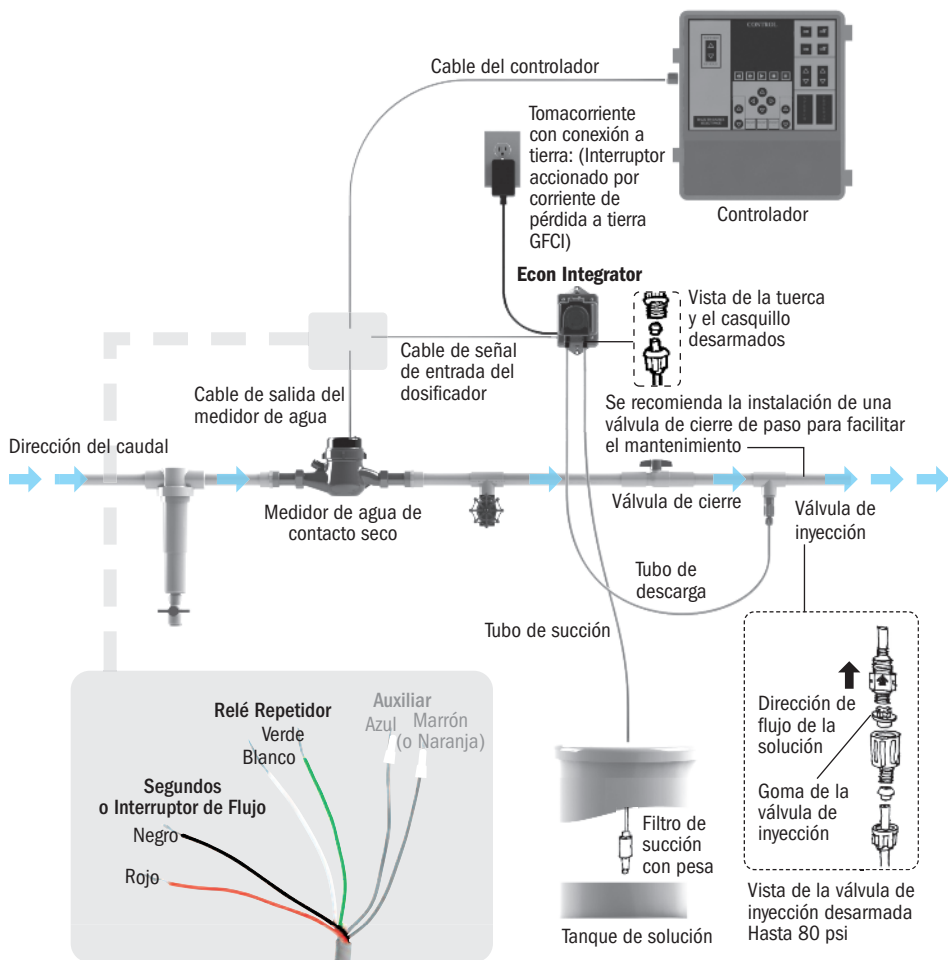 CONTROL
Cable del controlador
Tomacorriente
con conexión a
tierra: (Interruptor
accionado por
corriente de
pérdida a tierra
GFCI)
Controlador
Econ Integrator
Vista de la tuerca
y el casquillo
desarmados
Cable de señal
de entrada del
dosificador
Cable de salida del
medidor de agua
Se recomienda la instalación de una
válvula de cierre de paso para facilitar
el mantenimiento
Dirección del caudal
Medidor de agua de
contacto seco
Válvula de cierre
Válvula de
inyección
Tubo de
descarga
Tubo de succión
Relé Repetidor
Verde
Blanco
Auxiliar
Azul
Marrón
(o Naranja)
Segundos
o Interruptor de Flujo
Negro
Rojo
Filtro de
succión
con pesa
Tanque de solución
Dirección de
flujo de la
solución
Goma de la
válvula de
inyección
Vista de la válvula de
inyección desarmada
Hasta 80 psi